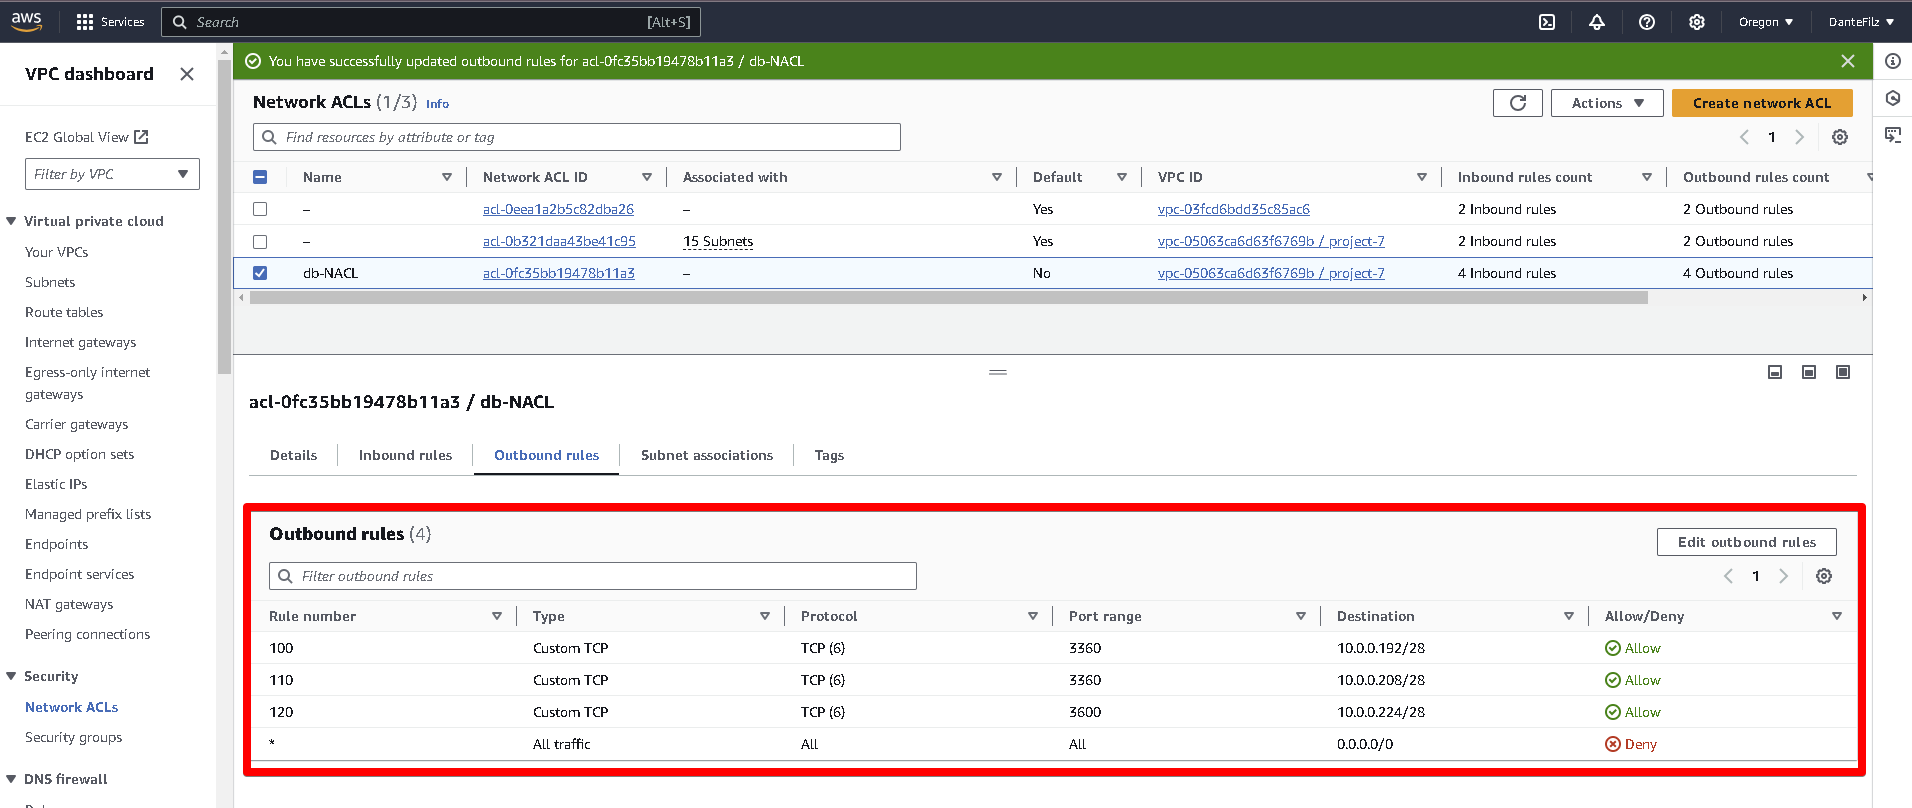 aws Services Search [Alt+S] Oregon DanteFilz
VPC dashboard
EC2 Global View
Filter by VPC
Virtual private cloud
Your VPCs
Subnets
Route tables
Internet gateways
Egress-only internet
gateways
Carrier gateways
DHCP option sets
Elastic IPs
Managed prefix lists
Endpoints
Endpoint services
NAT gateways
Peering connections
Security
Network ACLs
Security groups
DNS firewall
You have successfully updated outbound rules for acl-0fc35bb19478b11a3 / db-NACL
Network ACLs (1/3) Info
Actions
Create network ACL
Find resources by attribute or tag
1
Name Network ACL ID Associated with Default VPC ID Inbound rules count Outbound rules count
– acl-0eea1a2b5c82dba26 – Yes vpc-03fcd6bdd35c85ac6 2 Inbound rules 2 Outbound rules
– acl-0b321daa43be41c95 15 Subnets Yes vpc-05063ca6d63f6769b / project-7 2 Inbound rules 2 Outbound rules
db-NACL acl-0fc35bb19478b11a3 – No vpc-05063ca6d63f6769b / project-7 4 Inbound rules 4 Outbound rules
acl-0fc35bb19478b11a3 / db-NACL
Details Inbound rules Outbound rules Subnet associations Tags
Outbound rules (4)
Edit outbound rules
Filter outbound rules
1
Rule number Type Protocol Port range Destination Allow/Deny
100 Custom TCP TCP (6) 3360 10.0.0.192/28 Allow
110 Custom TCP TCP (6) 3360 10.0.0.208/28 Allow
120 Custom TCP TCP (6) 3600 10.0.0.224/28 Allow
* All traffic All All 0.0.0.0/0 Deny